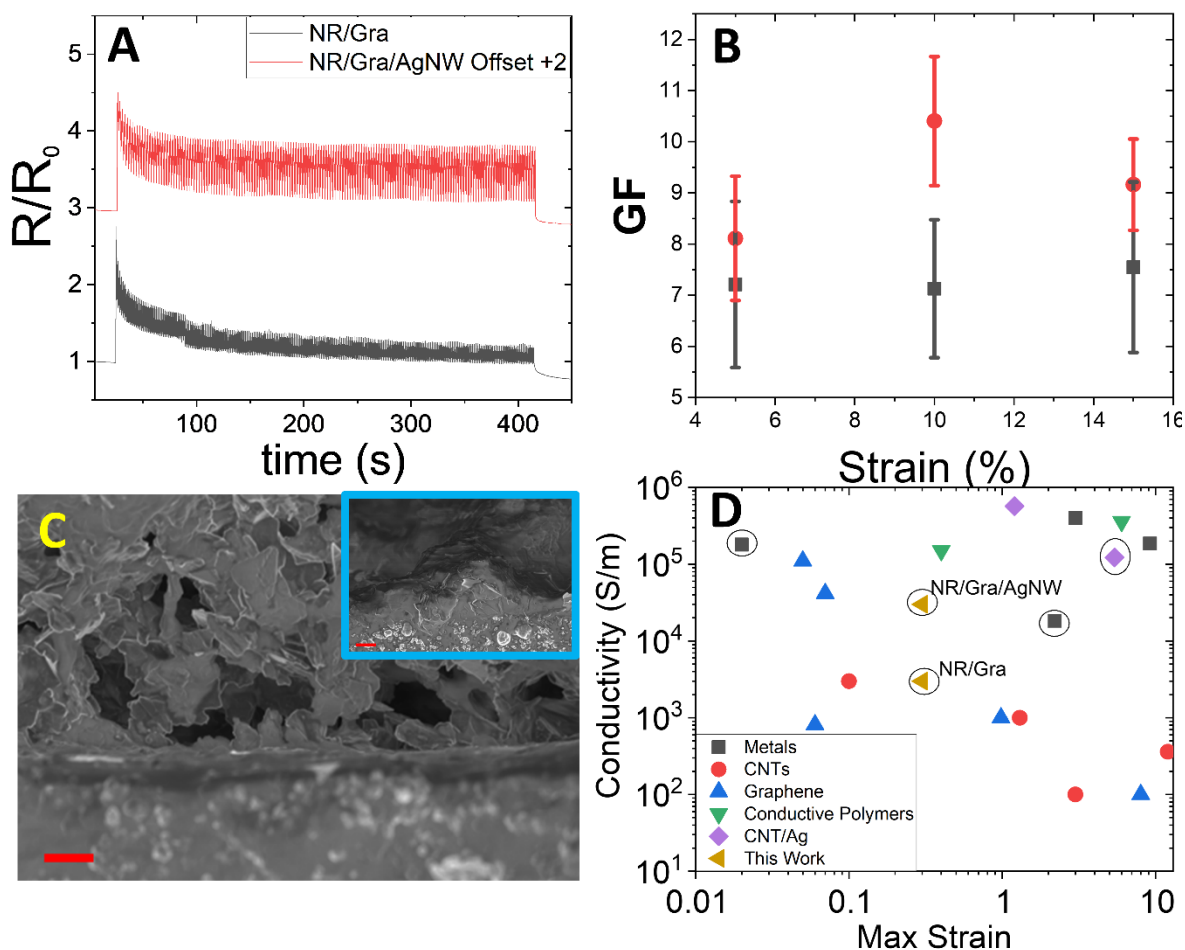 A
NR/Gra
NR/Gra/AgNW Offset +2
5
4
3
2
1
R/R₀
100
200
300
400
time (s)
B
12
11
10
9
8
7
6
5
GF
4
6
8
10
12
14
16
Strain (%)
C
D
10⁶
10⁵
10⁴
10³
10²
10¹
Conductivity (S/m)
NR/Gra/AgNW
NR/Gra
Metals
CNTs
Graphene
Conductive Polymers
CNT/Ag
This Work
0.01
0.1
1
10
Max Strain